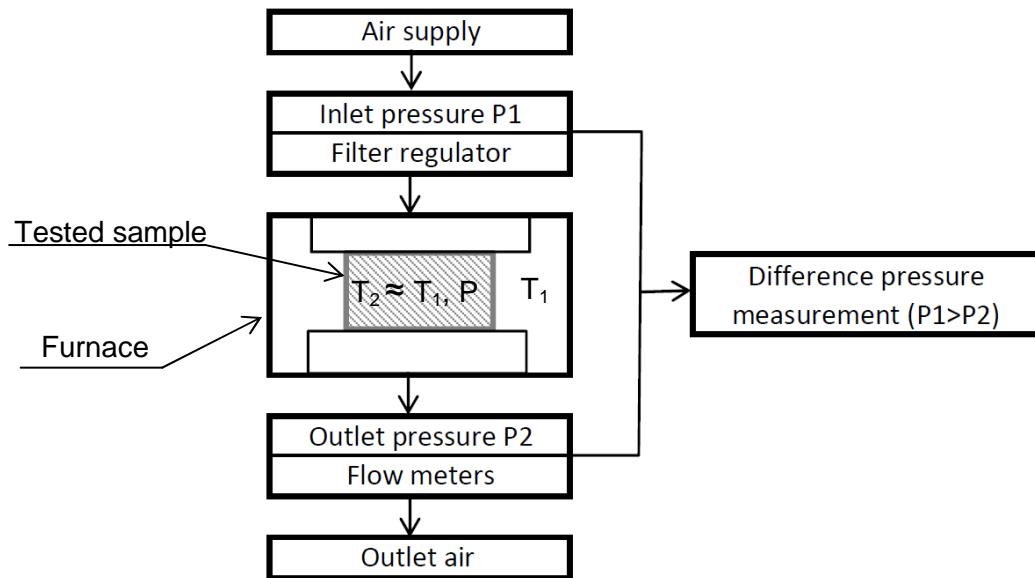 Air supply
Inlet pressure P1
Filter regulator
Tested sample
T₂ ≈ T₁, P
T₁
Furnace
Difference pressure
measurement (P1>P2)
Outlet pressure P2
Flow meters
Outlet air